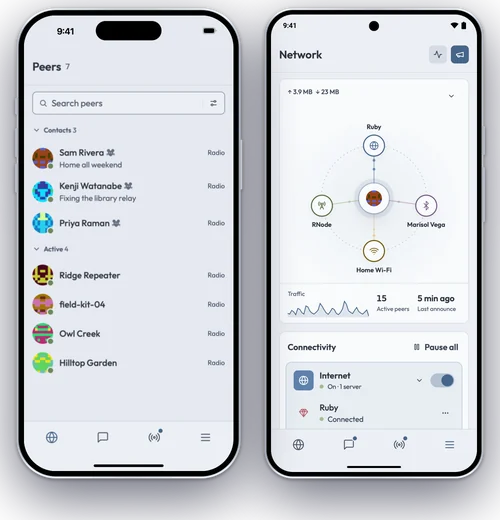 9:41
Peers 7
Search peers
Contacts 3
Sam Rivera
Home all weekend
Radio
Kenji Watanabe
Fixing the library relay
Radio
Priya Raman
Radio
Active 4
Ridge Repeater
Radio
field-kit-04
Radio
Owl Creek
Radio
Hilltop Garden
Radio
9:41
Network
↑ 3.9 MB ↓ 23 MB
Ruby
RNode
Marisol Vega
Home Wi-Fi
Traffic
15
Active peers
5 min ago
Last announce
Connectivity
Pause all
Internet
On · 1 server
Ruby
Connected